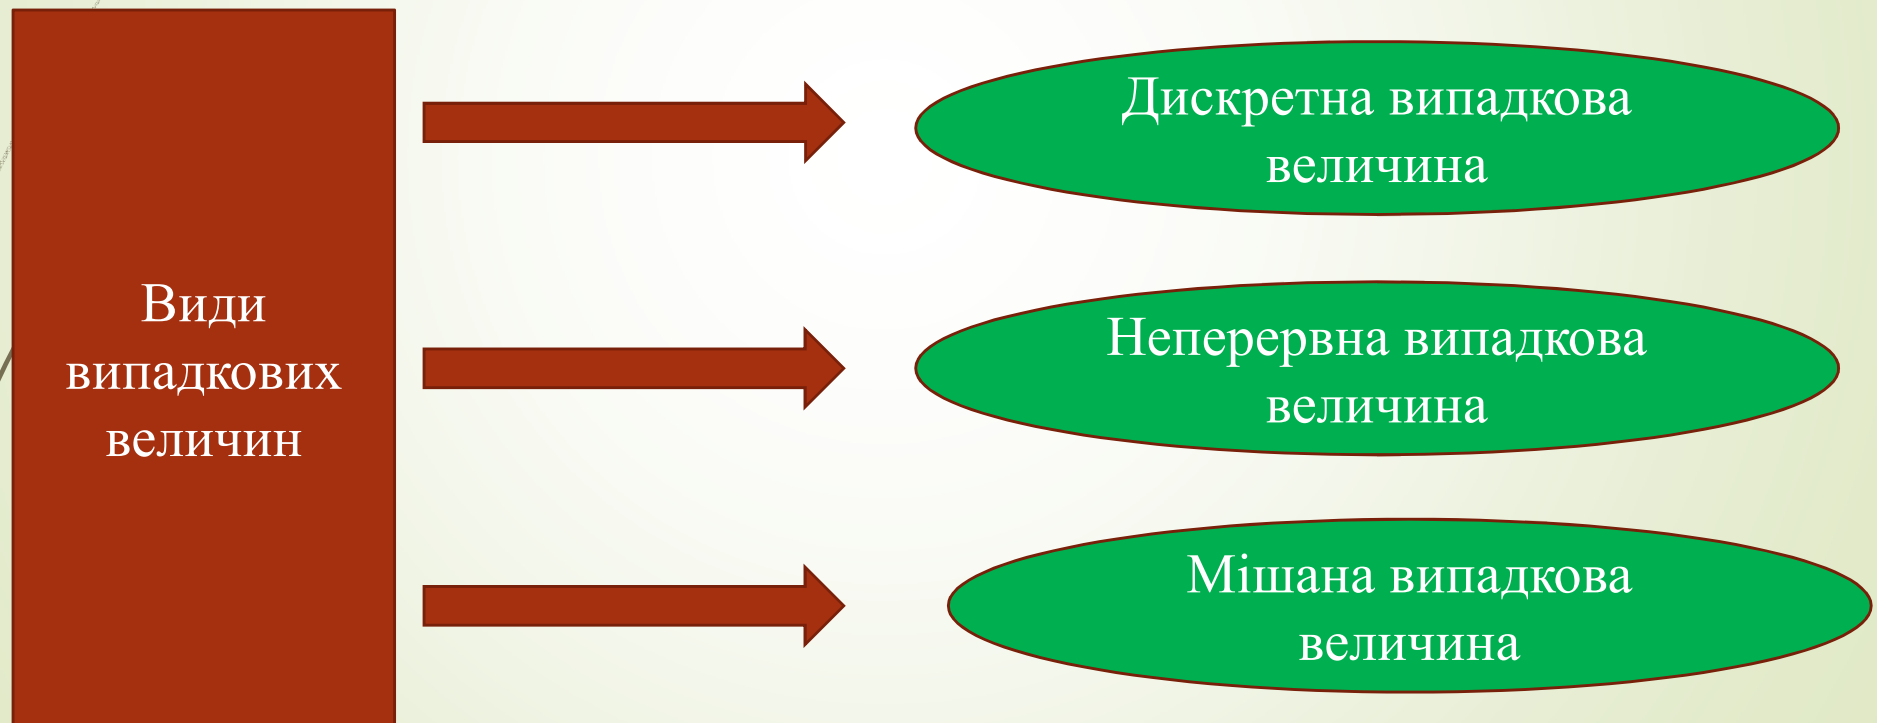 Види
випадкових
величин
Дискретна випадкова
величина
Неперервна випадкова
величина
Мішана випадкова
величина